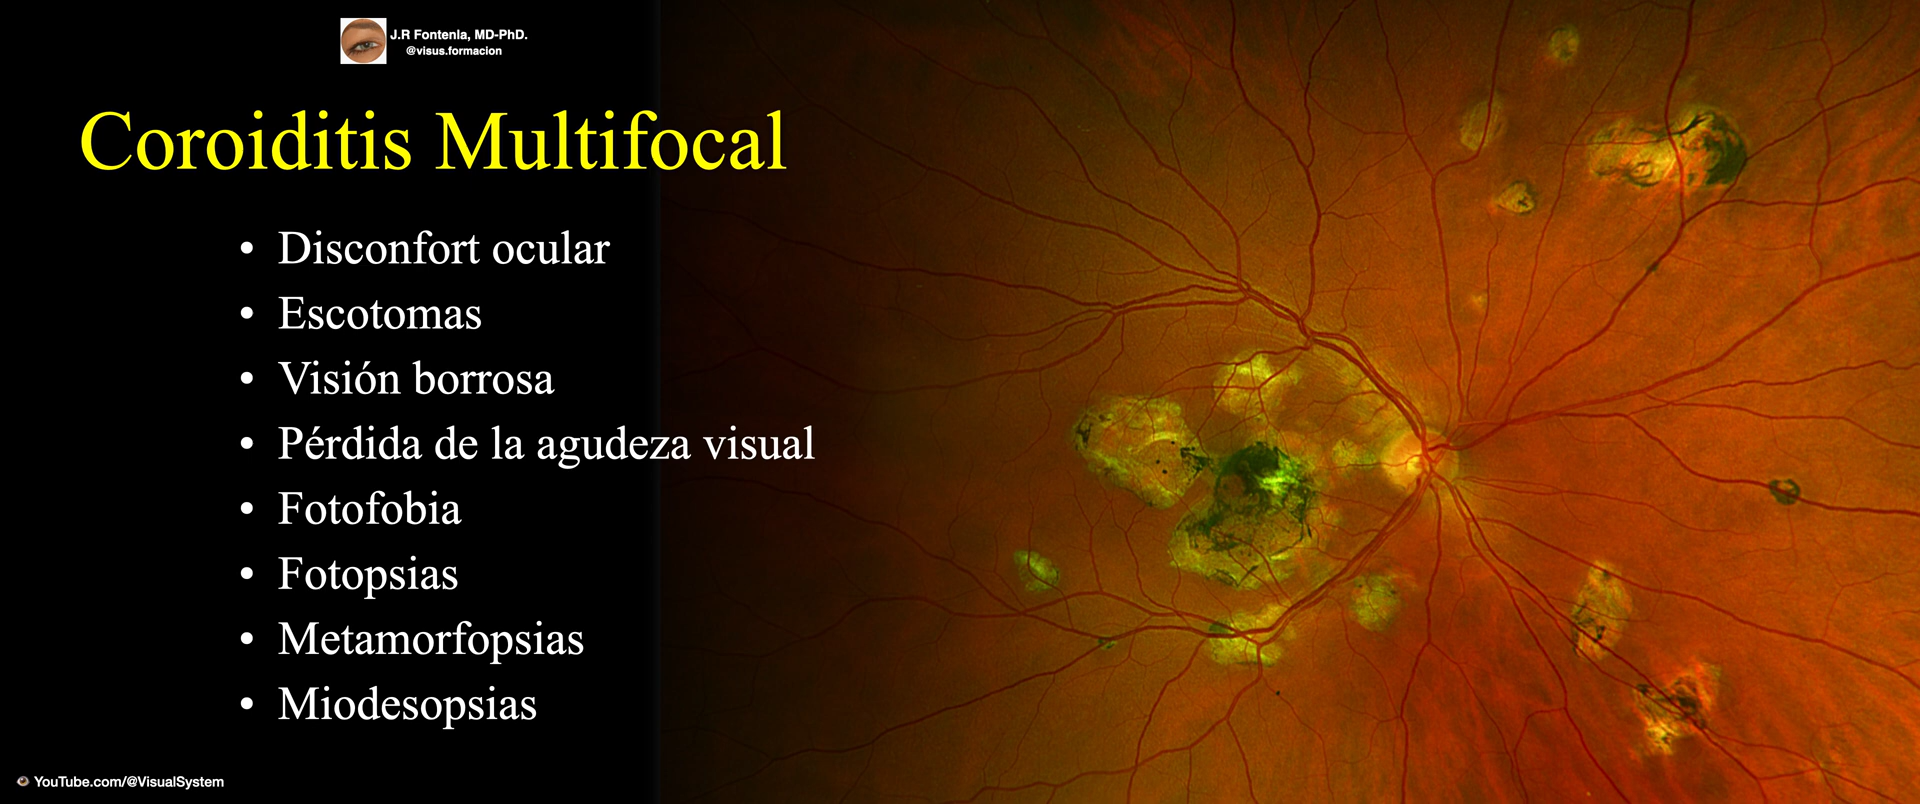 J.R Fontenla, MD-PhD.
@visus.formacion
Coroiditis Multifocal
• Disconfort ocular
• Escotomas
• Visión borrosa
• Pérdida de la agudeza visual
• Fotofobia
• Fotopsias
• Metamorfopsias
• Miodesopsias
YouTube.com/@VisualSystem